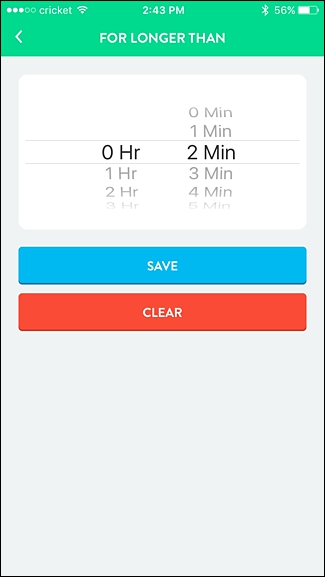 cricket 2:43 PM 56%
FOR LONGER THAN
0 Min
1 Min
0 Hr 2 Min
1 Hr 3 Min
2 Hr 4 Min
3 Hr 5 Min
SAVE
CLEAR